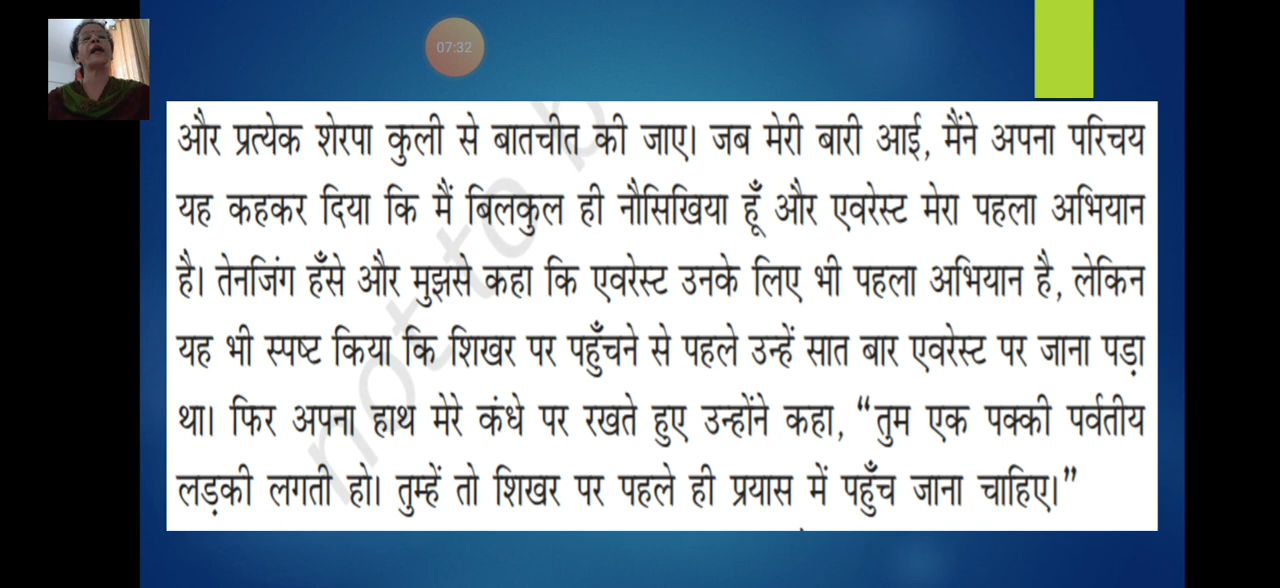 07:32
और प्रत्येक शेरपा कुली से बातचीत की जाए। जब मेरी बारी आई, मैंने अपना परिचय
यह कहकर दिया कि मैं बिलकुल ही नौसिखिया हूँ और एवरेस्ट मेरा पहला अभियान
है। तेनजिंग हँसे और मुझसे कहा कि एवरेस्ट उनके लिए भी पहला अभियान है, लेकिन
यह भी स्पष्ट किया कि शिखर पर पहुँचने से पहले उन्हें सात बार एवरेस्ट पर जाना पड़ा
था। फिर अपना हाथ मेरे कंधे पर रखते हुए उन्होंने कहा, “तुम एक पक्की पर्वतीय
लड़की लगती हो। तुम्हें तो शिखर पर पहले ही प्रयास में पहुँच जाना चाहिए।”
not to b